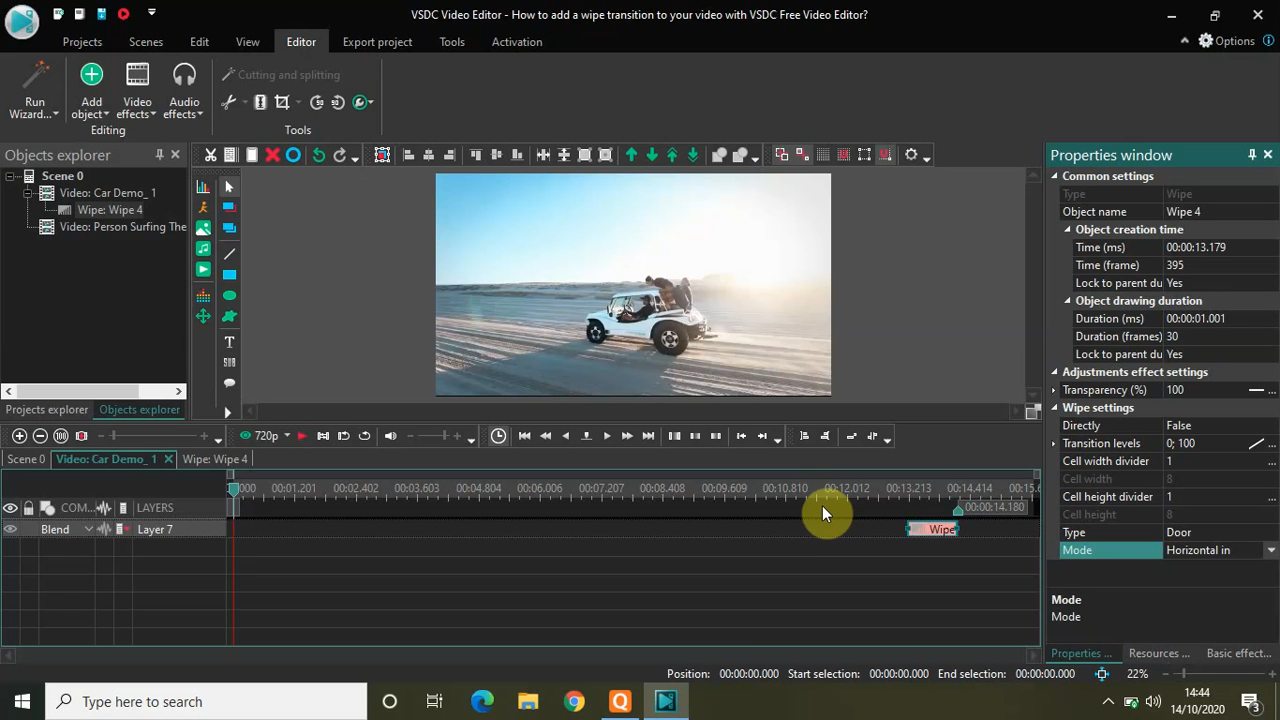 VSDC Video Editor - How to add a wipe transition to your video with VSDC Free Video Editor?
Projects Scenes Edit View Editor Export project Tools Activation Options
Run Wizard...
Add object
Video effects
Audio effects
Editing
Cutting and splitting
Tools
Objects explorer
Scene 0
Video: Car Demo_ 1
Wipe: Wipe 4
Video: Person Surfing The
Projects explorer Objects explorer
Properties window
Common settings
Type Wipe
Object name Wipe 4
Object creation time
Time (ms) 00:00:13.179
Time (frame) 395
Lock to parent du Yes
Object drawing duration
Duration (ms) 00:00:01.001
Duration (frames) 30
Lock to parent du Yes
Adjustments effect settings
Transparency (%) 100
...
Wipe settings
Directly False
Transition levels 0; 100
...
Cell width divider 1
Cell width 8
Cell height divider 1
Cell height 8
Type Door
Mode Horizontal in
Mode
Mode
Properties ... Resources ... Basic effect...
720p
Scene 0 Video: Car Demo_ 1 Wipe: Wipe 4
000 00:01.201 00:02.402 00:03.603 00:04.804 00:06.006 00:07.207 00:08.408 00:09.609 00:10.810 00:12.012 00:13.213 00:14.414 00:15.6
COM... LAYERS
00:00:14.180
Blend Layer 7
Wipe
Position: 00:00:00.000 Start selection: 00:00:00.000 End selection: 00:00:00.000 22%
Type here to search
14:44
14/10/2020
3